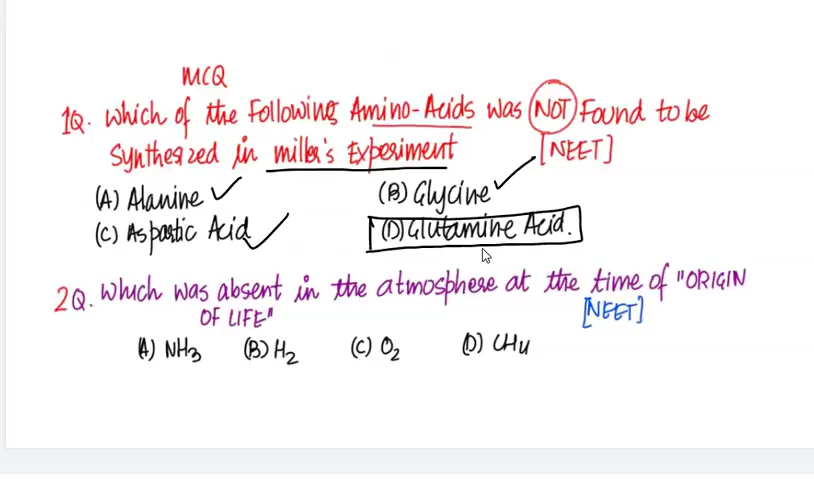 MCQ
1Q. Which of the Following Amino-Acids was NOT Found to be
Synthesized in miller's Experiment [NEET]
(A) Alanine (B) Glycine
(C) Aspartic Acid (D) Glutamine Acid.
2Q. Which was absent in the atmosphere at the time of "ORIGIN
OF LIFE" [NEET]
(A) NH3 (B) H2 (C) O2 (D) CH4